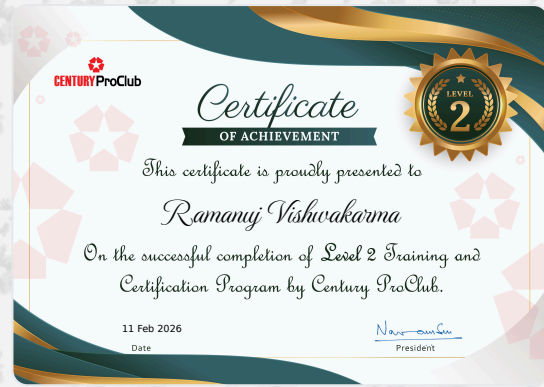 CENTURY ProClub
LEVEL
2
Certificate
OF ACHIEVEMENT
This certificate is proudly presented to
Ramanuj Vishwakarma
On the successful completion of Level 2 Training and
Certification Program by Century ProClub.
11 Feb 2026
Date
President